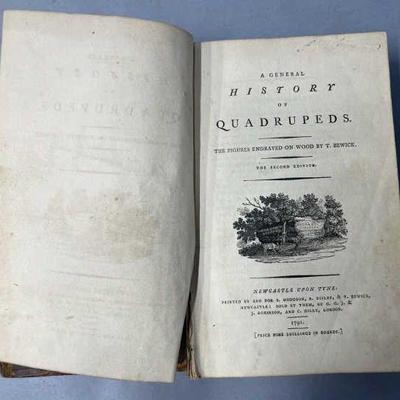 A GENERAL
HISTORY
OF
QUADRUPEDS.
THE FIGURES ENGRAVED ON WOOD BY T. BEWICK.
THE SECOND EDITION.
NEWCASTLE UPON TYNE:
PRINTED BY AND FOR S. HODGSON, R. BEILBY, & T. BEWICK,
NEWCASTLE: SOLD BY THEM, BY G. G. J. &
J. ROBINSON, AND C. DILLY, LONDON.
1791.
[PRICE NINE SHILLINGS IN BOARDS.]